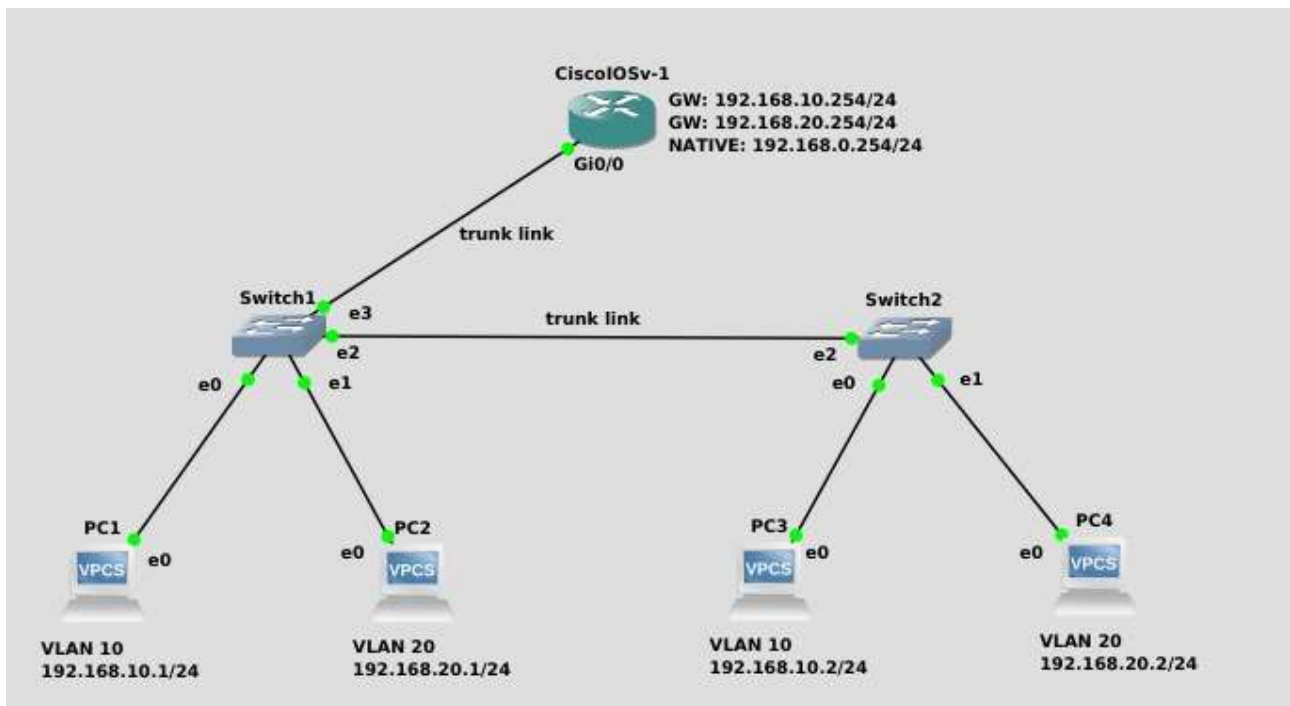 CiscoIOSv-1
GW: 192.168.10.254/24
GW: 192.168.20.254/24
NATIVE: 192.168.0.254/24
Gi0/0
trunk link
Switch1
e3
trunk link
Switch2
e2
e2
e0
e1
e0
e1
PC1
e0
PC2
e0
PC3
e0
PC4
e0
VPCS
VPCS
VPCS
VPCS
VLAN 10
192.168.10.1/24
VLAN 20
192.168.20.1/24
VLAN 10
192.168.10.2/24
VLAN 20
192.168.20.2/24